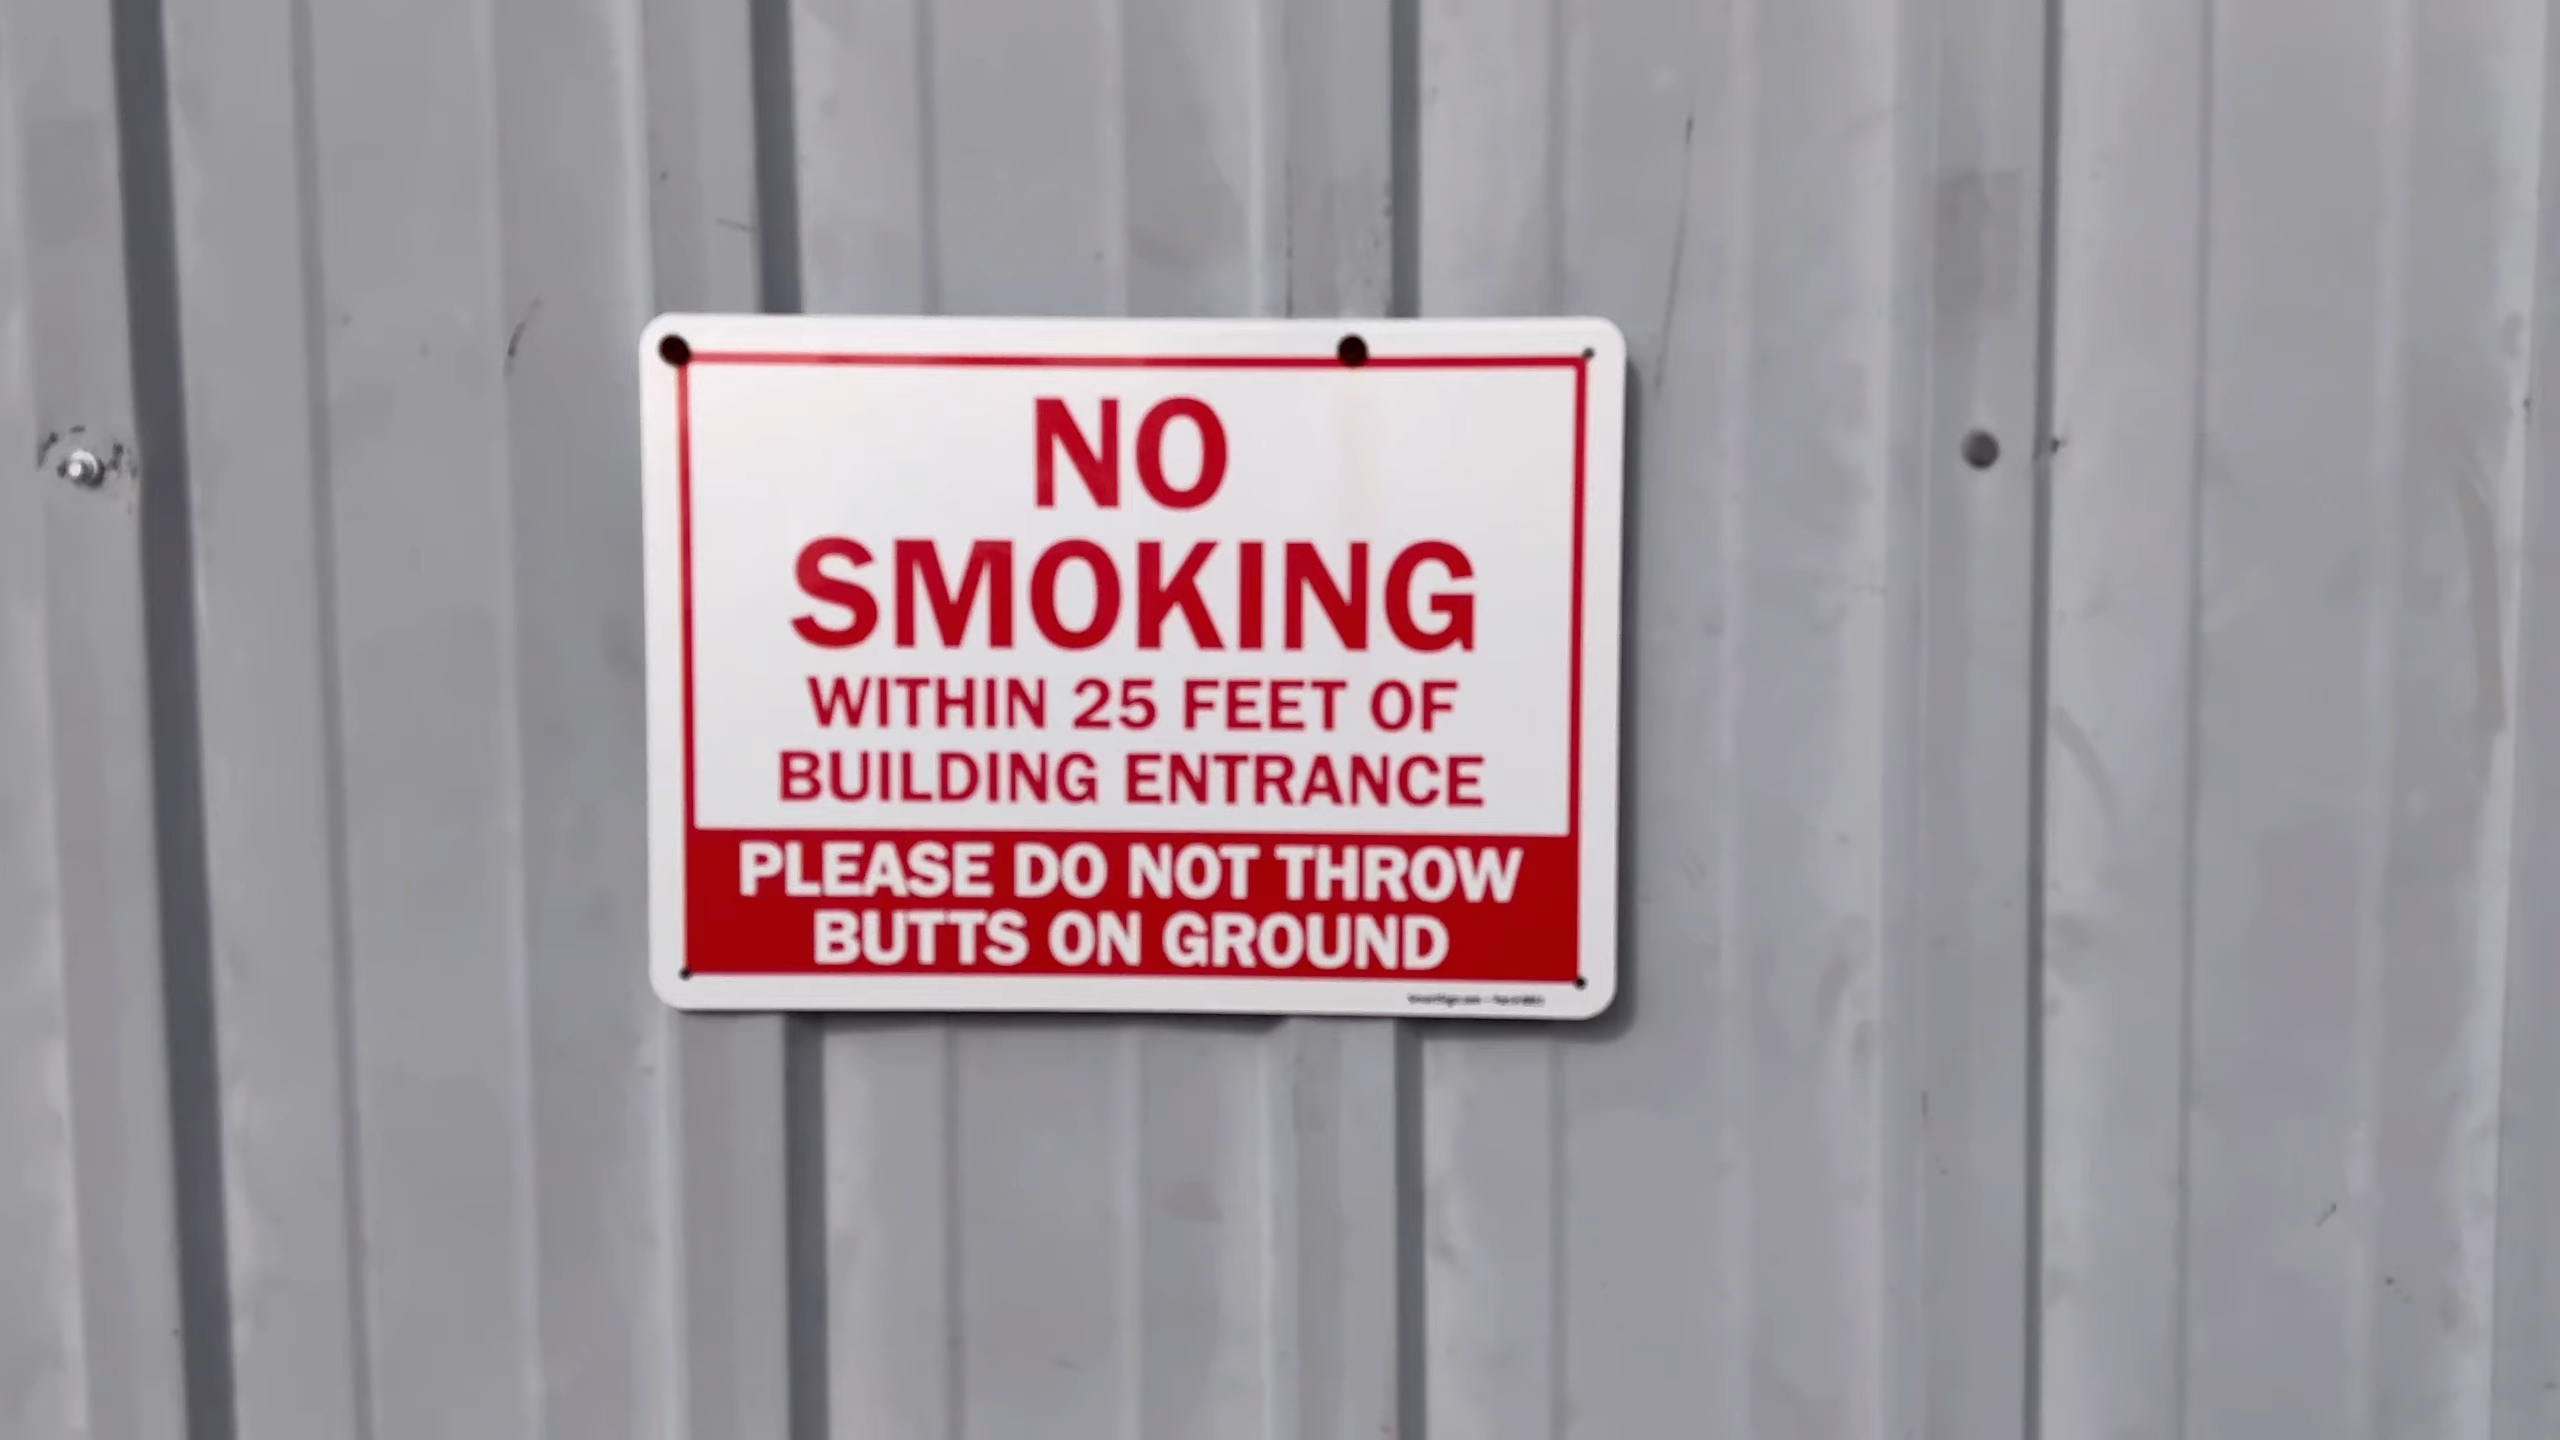 NO
SMOKING
WITHIN 25 FEET OF
BUILDING ENTRANCE
PLEASE DO NOT THROW
BUTTS ON GROUND